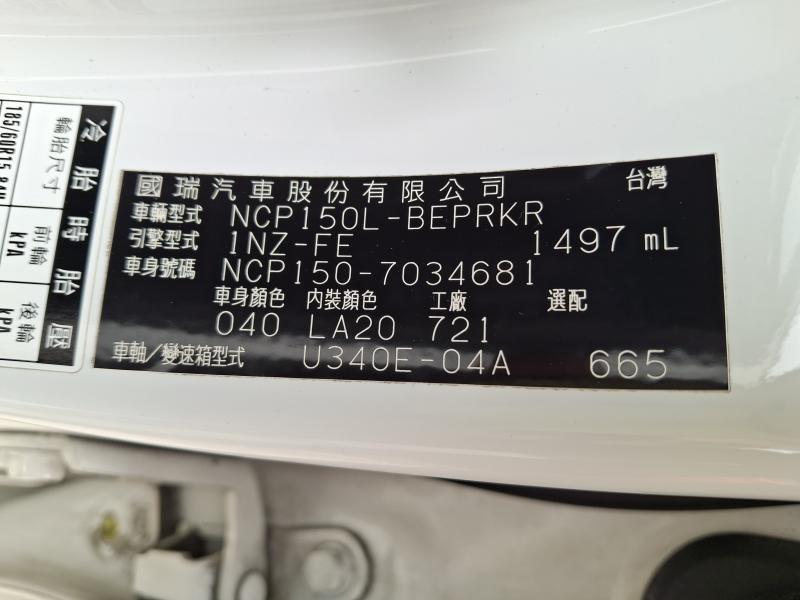 國瑞汽車股份有限公司 台灣
車輛型式 NCP150L-BEPRKR
引擎型式 1NZ-FE 1497 mL
車身號碼 NCP150-7034681
車身顏色 內裝顏色 工廠 選配
040 LA20 721
車軸/變速箱型式 U340E-04A 665
冷胎時胎壓
輪胎尺寸 前輪 kPA 後輪 kPA
185/60R15